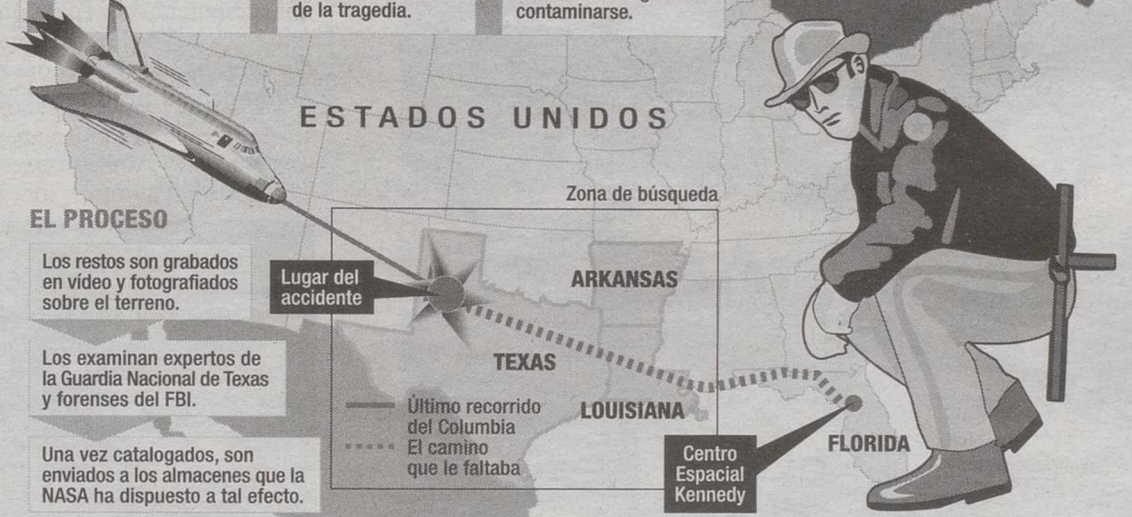 de la tragedia.
contaminarse.
ESTADOS UNIDOS
Zona de búsqueda
EL PROCESO
Los restos son grabados
en vídeo y fotografiados
sobre el terreno.
Los examinan expertos de
la Guardia Nacional de Texas
y forenses del FBI.
Una vez catalogados, son
enviados a los almacenes que la
NASA ha dispuesto a tal efecto.
Lugar del
accidente
ARKANSAS
TEXAS
LOUISIANA
Último recorrido
del Columbia
El camino
que le faltaba
Centro
Espacial
Kennedy
FLORIDA